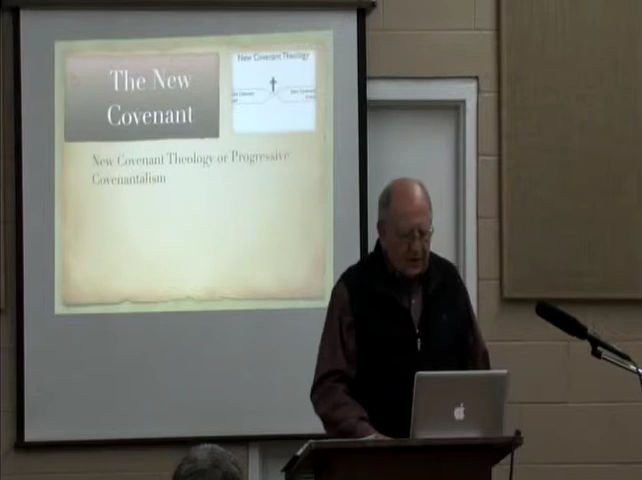 The New
Covenant
New Covenant Theology
New Covenant Theology or Progressive
Covenantalism